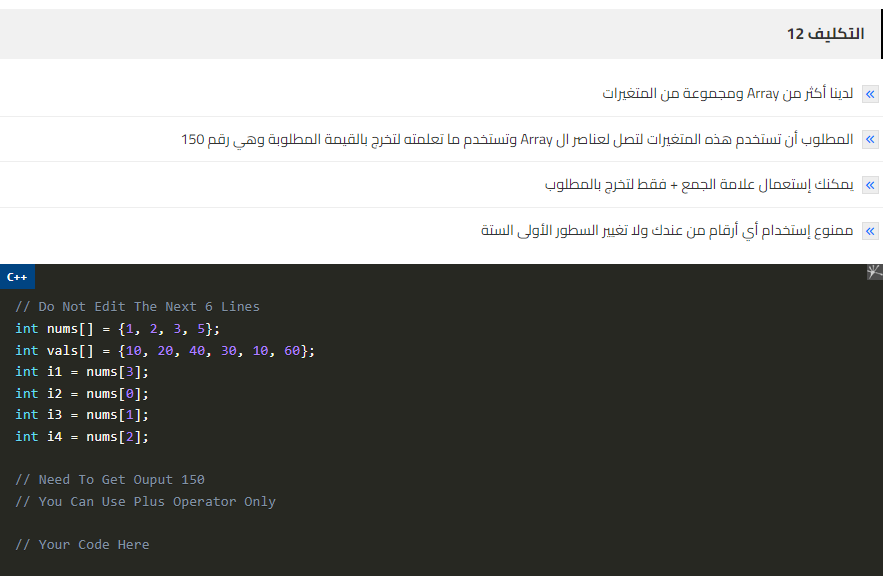 التكليف 12
لدينا أكثر من Array ومجموعة من المتغيرات
المطلوب أن تستخدم هذه المتغيرات لتصل لعناصر ال Array وتستخدم ما تعلمته لتخرج بالقيمة المطلوبة وهي رقم 150
يمكنك إستعمال علامة الجمع + فقط لتخرج بالمطلوب
ممنوع إستخدام أي أرقام من عندك ولا تغيير السطور الأولى الستة
C++
// Do Not Edit The Next 6 Lines
int nums[] = {1, 2, 3, 5};
int vals[] = {10, 20, 40, 30, 10, 60};
int i1 = nums[3];
int i2 = nums[0];
int i3 = nums[1];
int i4 = nums[2];
// Need To Get Ouput 150
// You Can Use Plus Operator Only
// Your Code Here